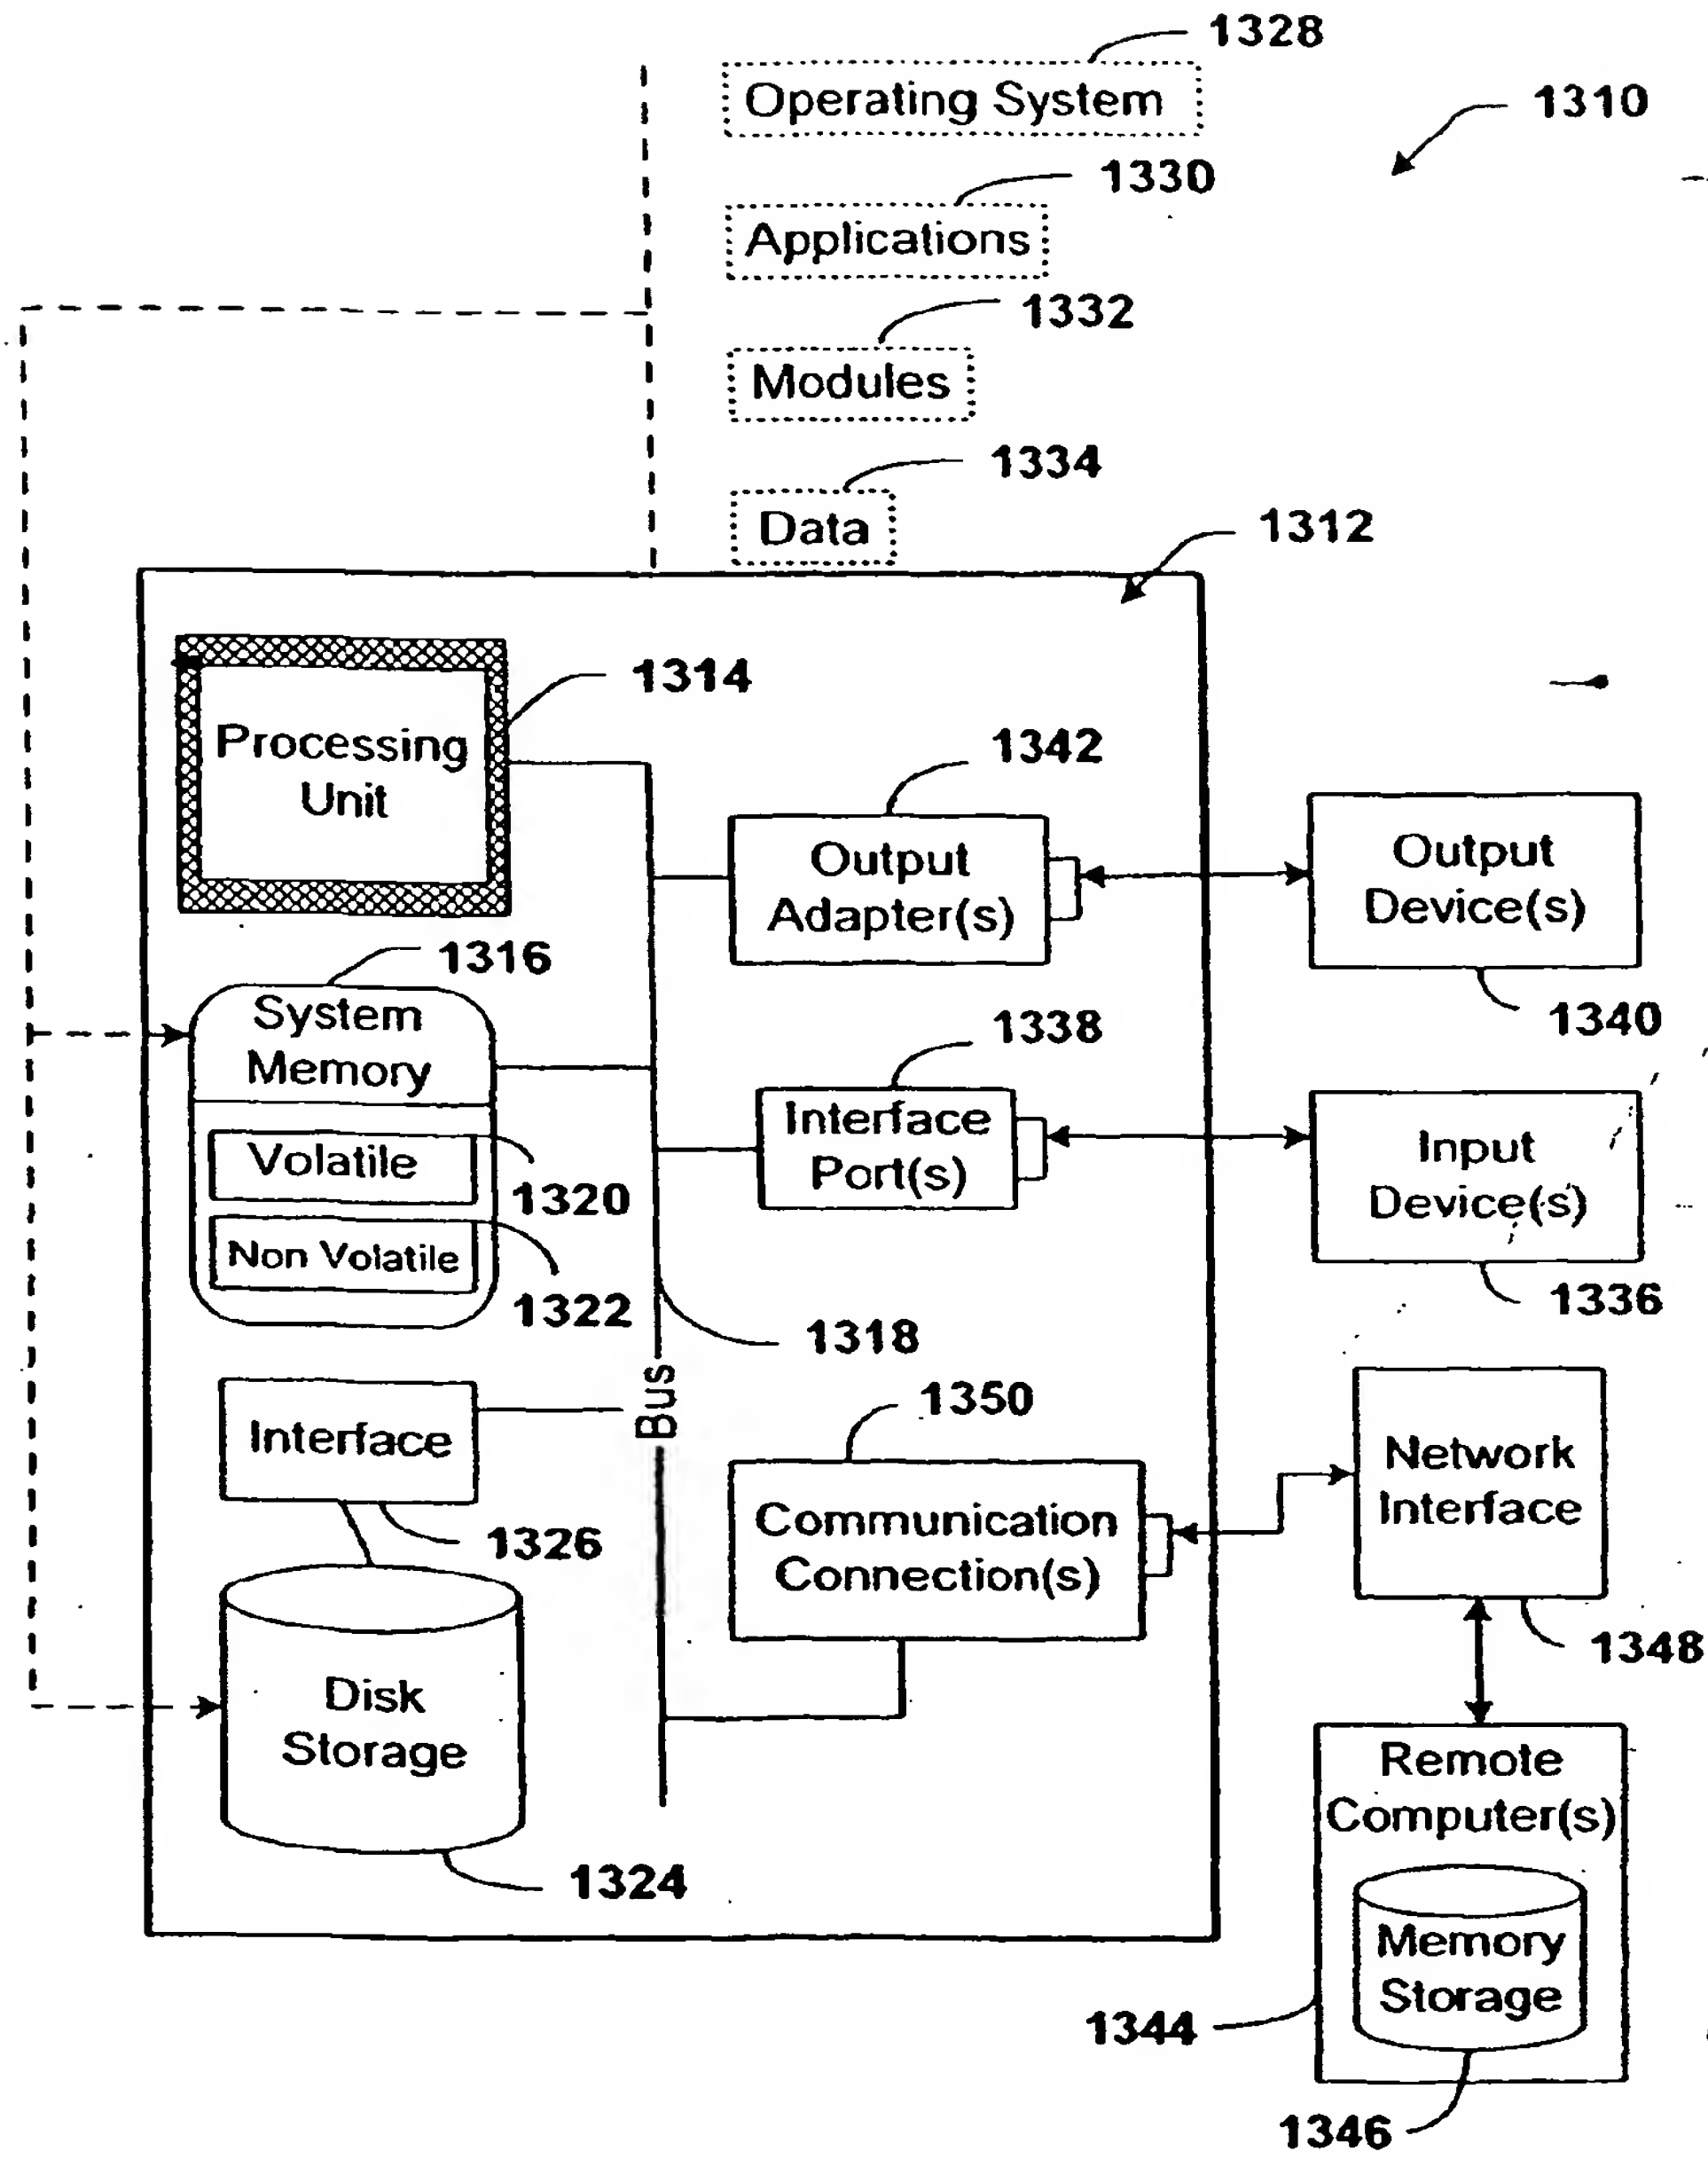 1328
Operating System
1310
1330
Applications
1332
Modules
1334
Data
1312
1314
Processing
Unit
1342
Output
Adapter(s)
Output
Device(s)
1340
1316
System
Memory
Volatile
1320
Non Volatile
1322
1338
Interface
Port(s)
Input
Device(s)
1336
1318
Bus
Interface
1326
1350
Communication
Connection(s)
Network
Interface
1348
Disk
Storage
1324
Remote
Computer(s)
Memory
Storage
1344
1346